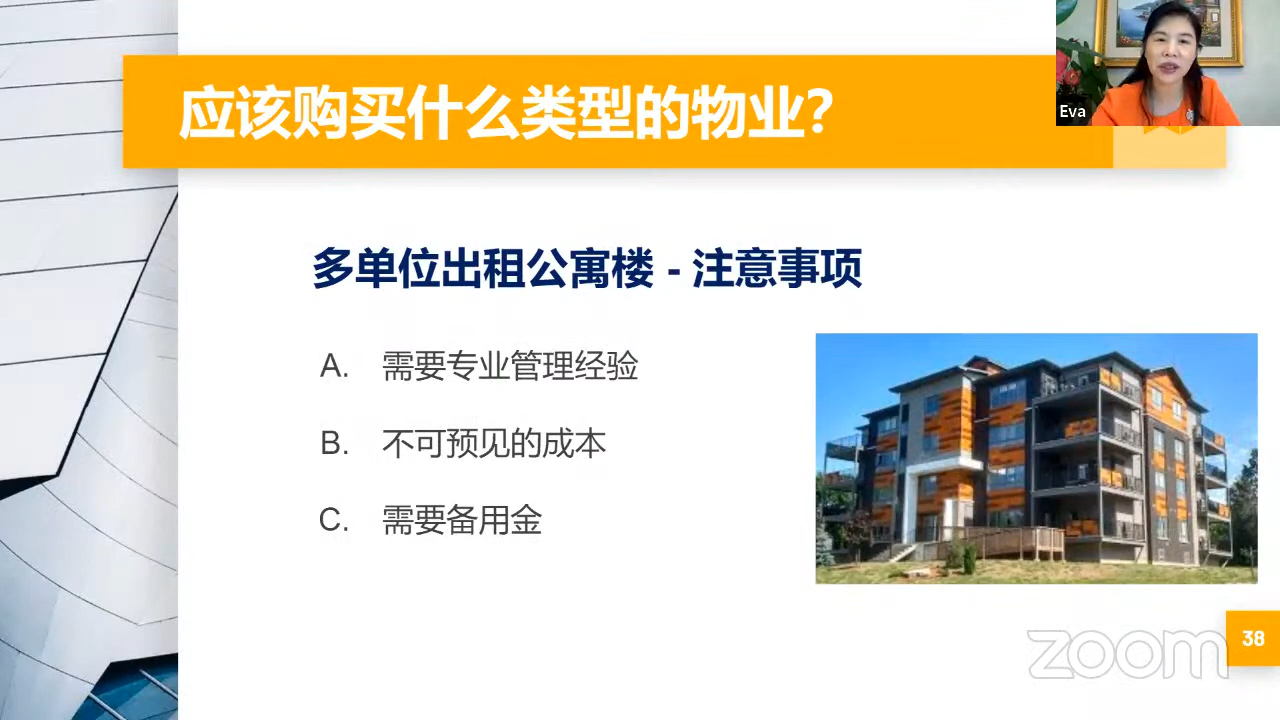 应该购买什么类型的物业?
Eva
多单位出租公寓楼 - 注意事项
A. 需要专业管理经验
B. 不可预见的成本
C. 需要备用金
zoom
38